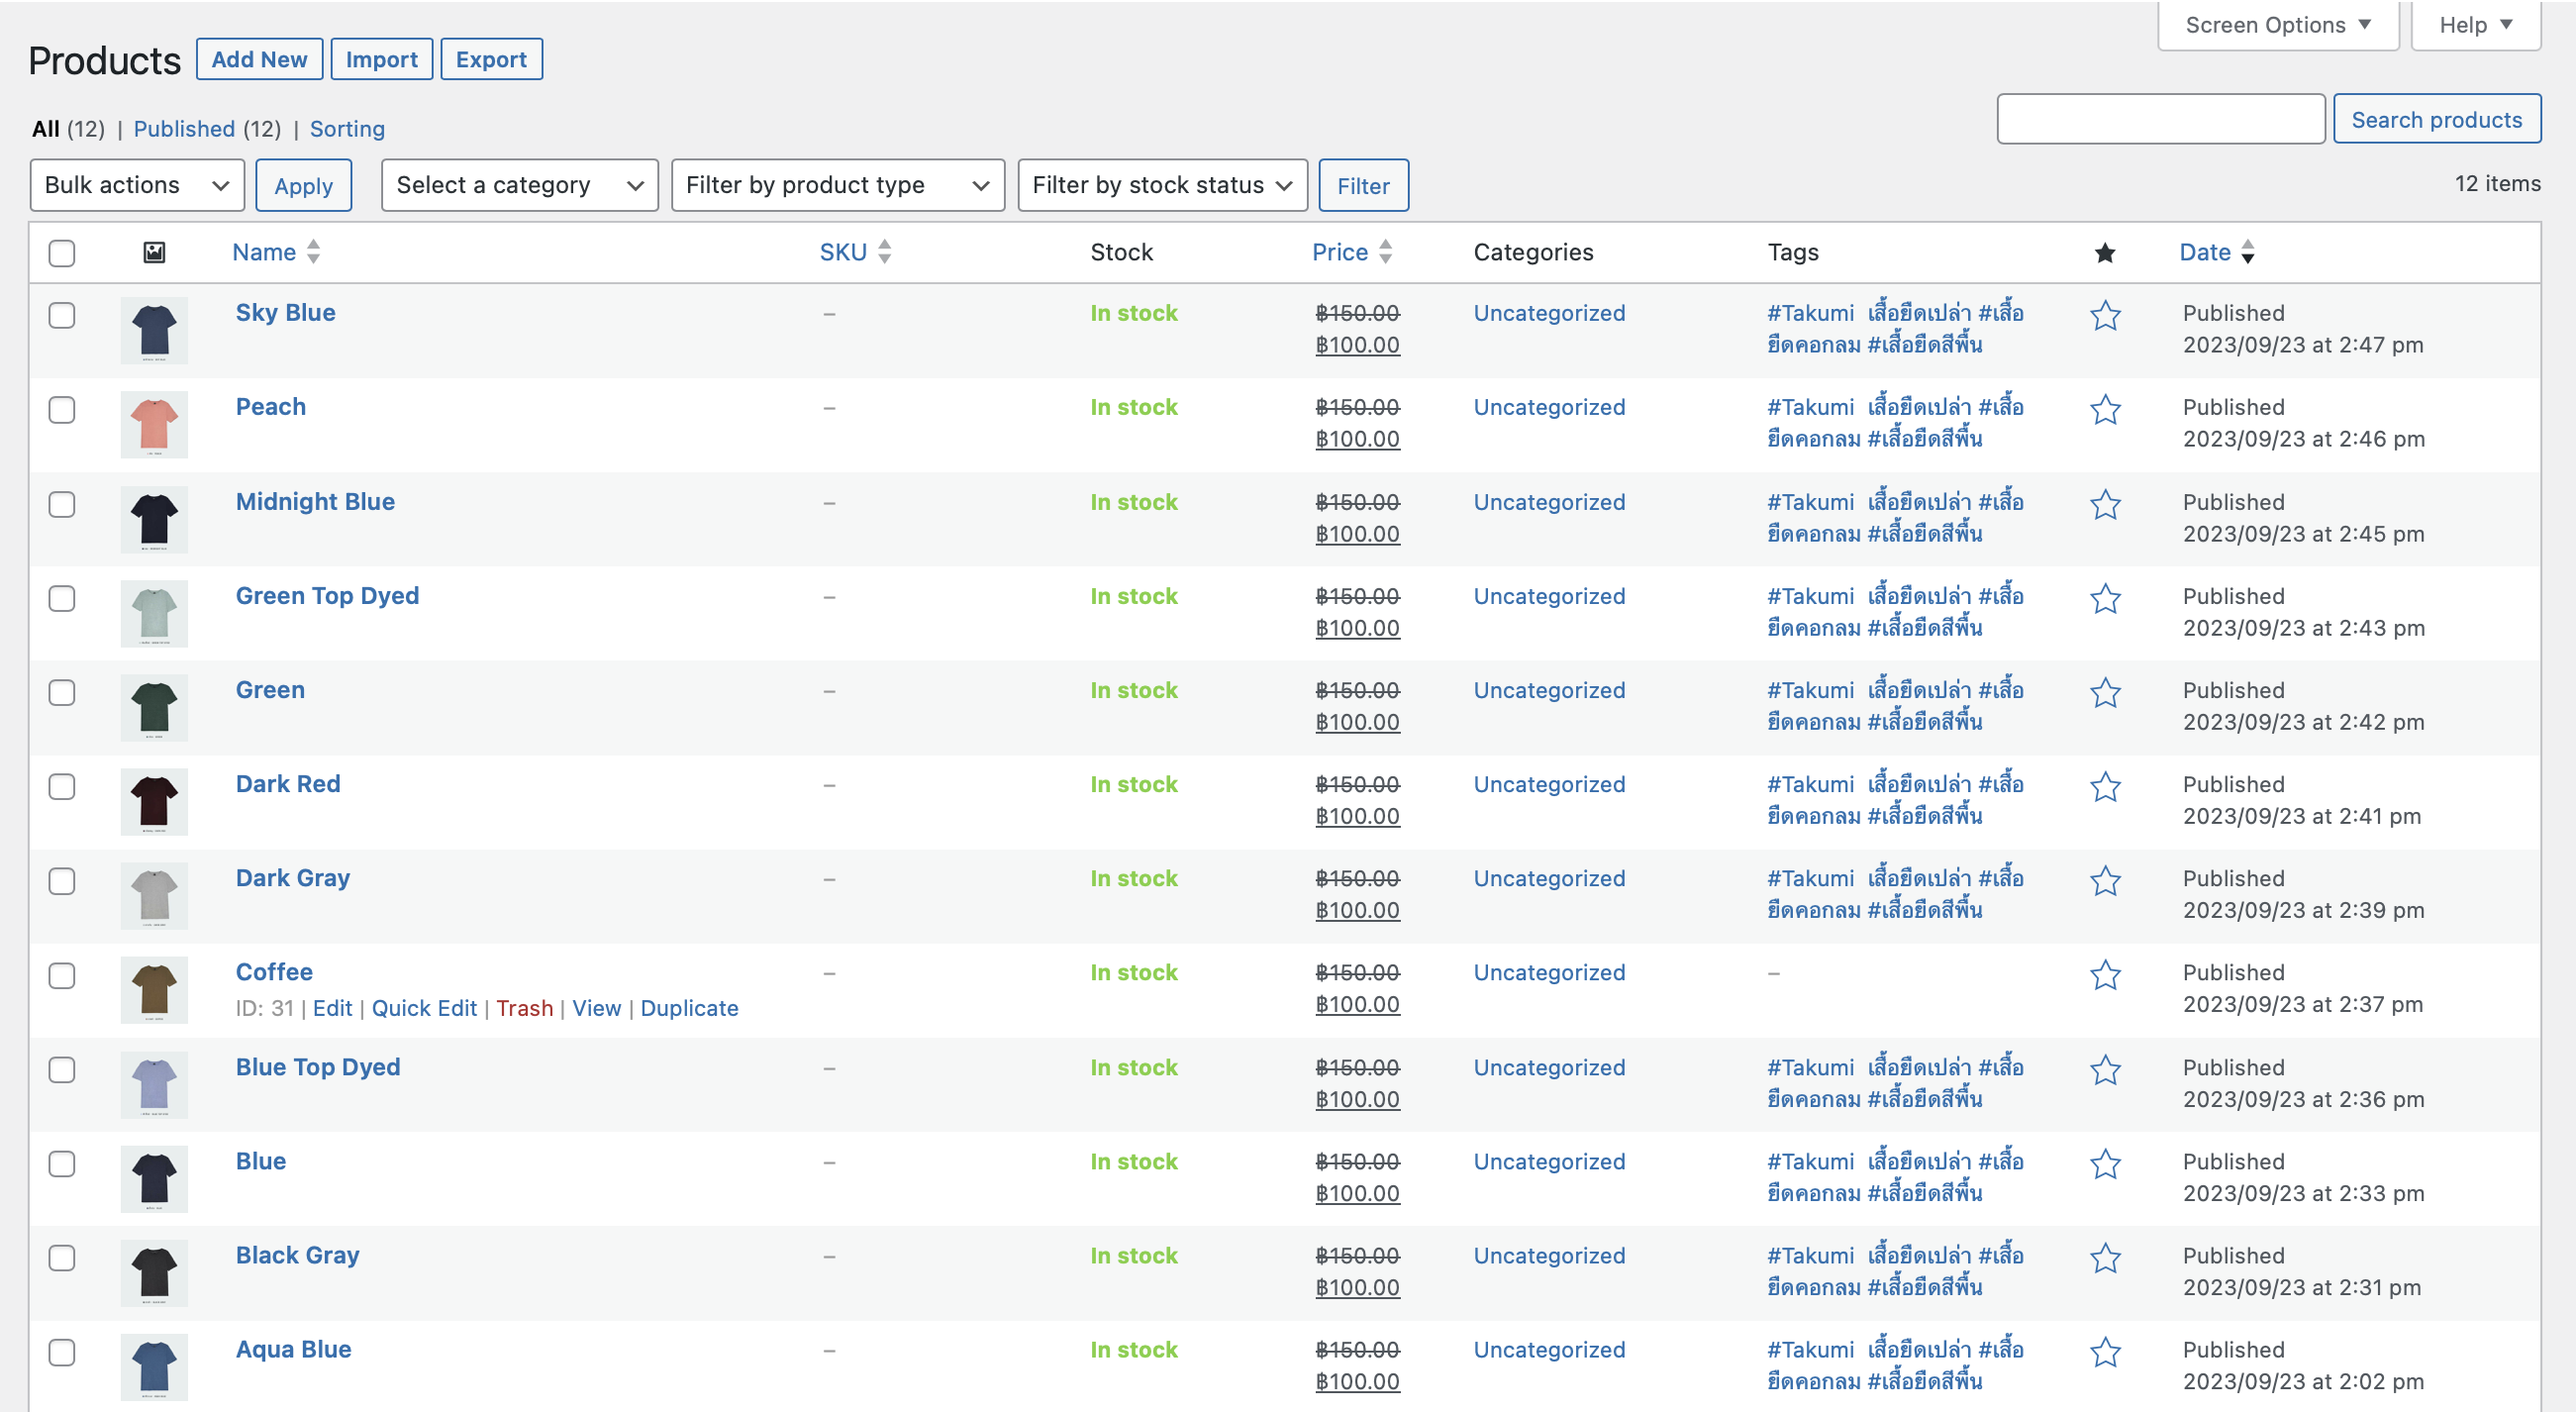 Screen Options ▼ Help ▼
Products Add New Import Export
All (12) | Published (12) | Sorting
Search products
Bulk actions Apply Select a category Filter by product type Filter by stock status Filter 12 items
Name SKU Stock Price Categories Tags Date
Sky Blue – In stock ฿150.00 Uncategorized #Takumi เสื้อยืดเปล่า #เสื้อ Published
฿100.00 ยืดคอกลม #เสื้อยืดสีพื้น 2023/09/23 at 2:47 pm
Peach – In stock ฿150.00 Uncategorized #Takumi เสื้อยืดเปล่า #เสื้อ Published
฿100.00 ยืดคอกลม #เสื้อยืดสีพื้น 2023/09/23 at 2:46 pm
Midnight Blue – In stock ฿150.00 Uncategorized #Takumi เสื้อยืดเปล่า #เสื้อ Published
฿100.00 ยืดคอกลม #เสื้อยืดสีพื้น 2023/09/23 at 2:45 pm
Green Top Dyed – In stock ฿150.00 Uncategorized #Takumi เสื้อยืดเปล่า #เสื้อ Published
฿100.00 ยืดคอกลม #เสื้อยืดสีพื้น 2023/09/23 at 2:43 pm
Green – In stock ฿150.00 Uncategorized #Takumi เสื้อยืดเปล่า #เสื้อ Published
฿100.00 ยืดคอกลม #เสื้อยืดสีพื้น 2023/09/23 at 2:42 pm
Dark Red – In stock ฿150.00 Uncategorized #Takumi เสื้อยืดเปล่า #เสื้อ Published
฿100.00 ยืดคอกลม #เสื้อยืดสีพื้น 2023/09/23 at 2:41 pm
Dark Gray – In stock ฿150.00 Uncategorized #Takumi เสื้อยืดเปล่า #เสื้อ Published
฿100.00 ยืดคอกลม #เสื้อยืดสีพื้น 2023/09/23 at 2:39 pm
Coffee – In stock ฿150.00 Uncategorized – Published
ID: 31 | Edit | Quick Edit | Trash | View | Duplicate ฿100.00 2023/09/23 at 2:37 pm
Blue Top Dyed – In stock ฿150.00 Uncategorized #Takumi เสื้อยืดเปล่า #เสื้อ Published
฿100.00 ยืดคอกลม #เสื้อยืดสีพื้น 2023/09/23 at 2:36 pm
Blue – In stock ฿150.00 Uncategorized #Takumi เสื้อยืดเปล่า #เสื้อ Published
฿100.00 ยืดคอกลม #เสื้อยืดสีพื้น 2023/09/23 at 2:33 pm
Black Gray – In stock ฿150.00 Uncategorized #Takumi เสื้อยืดเปล่า #เสื้อ Published
฿100.00 ยืดคอกลม #เสื้อยืดสีพื้น 2023/09/23 at 2:31 pm
Aqua Blue – In stock ฿150.00 Uncategorized #Takumi เสื้อยืดเปล่า #เสื้อ Published
฿100.00 ยืดคอกลม #เสื้อยืดสีพื้น 2023/09/23 at 2:02 pm